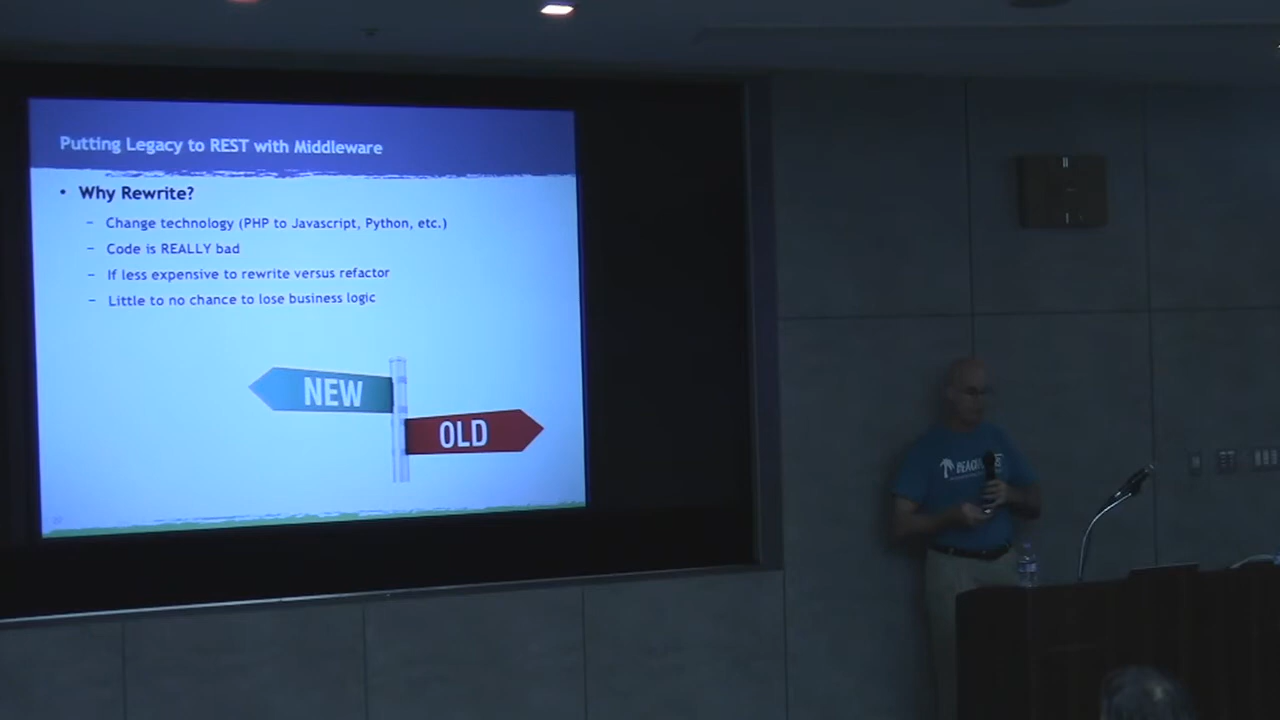 Putting Legacy to REST with Middleware
• Why Rewrite?
– Change technology (PHP to Javascript, Python, etc.)
– Code is REALLY bad
– If less expensive to rewrite versus refactor
– Little to no chance to lose business logic
NEW
OLD